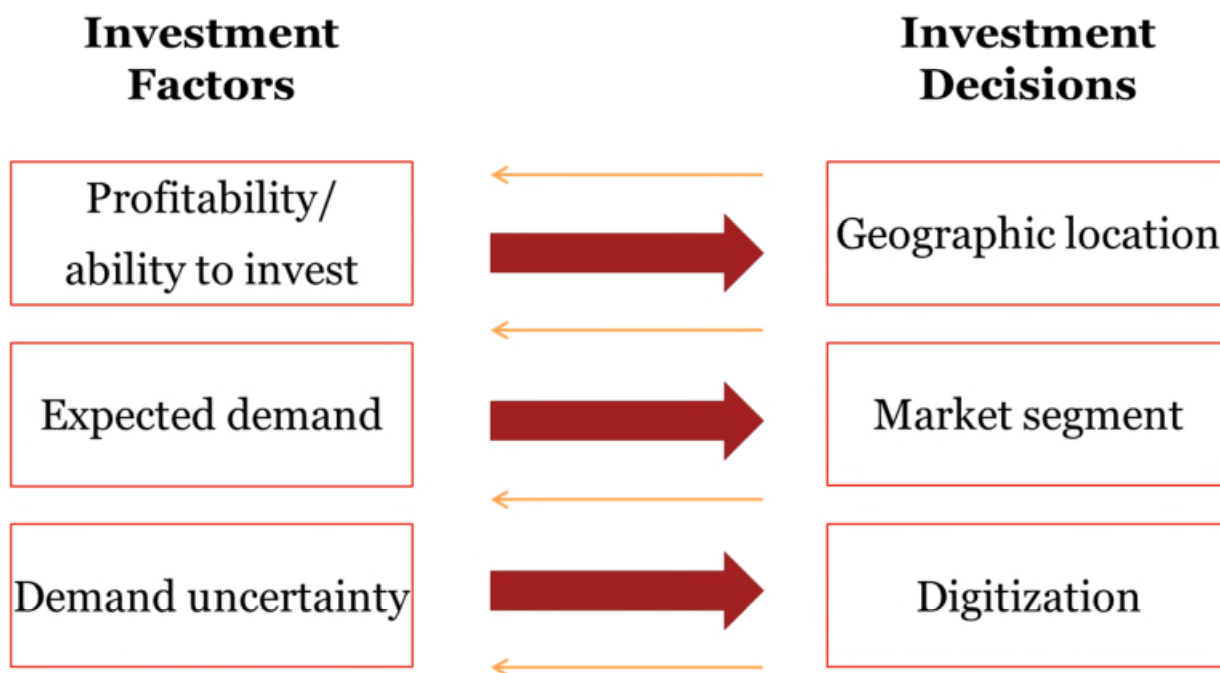 Investment
Factors
Investment
Decisions
Profitability/
ability to invest
Geographic location
Expected demand
Market segment
Demand uncertainty
Digitization